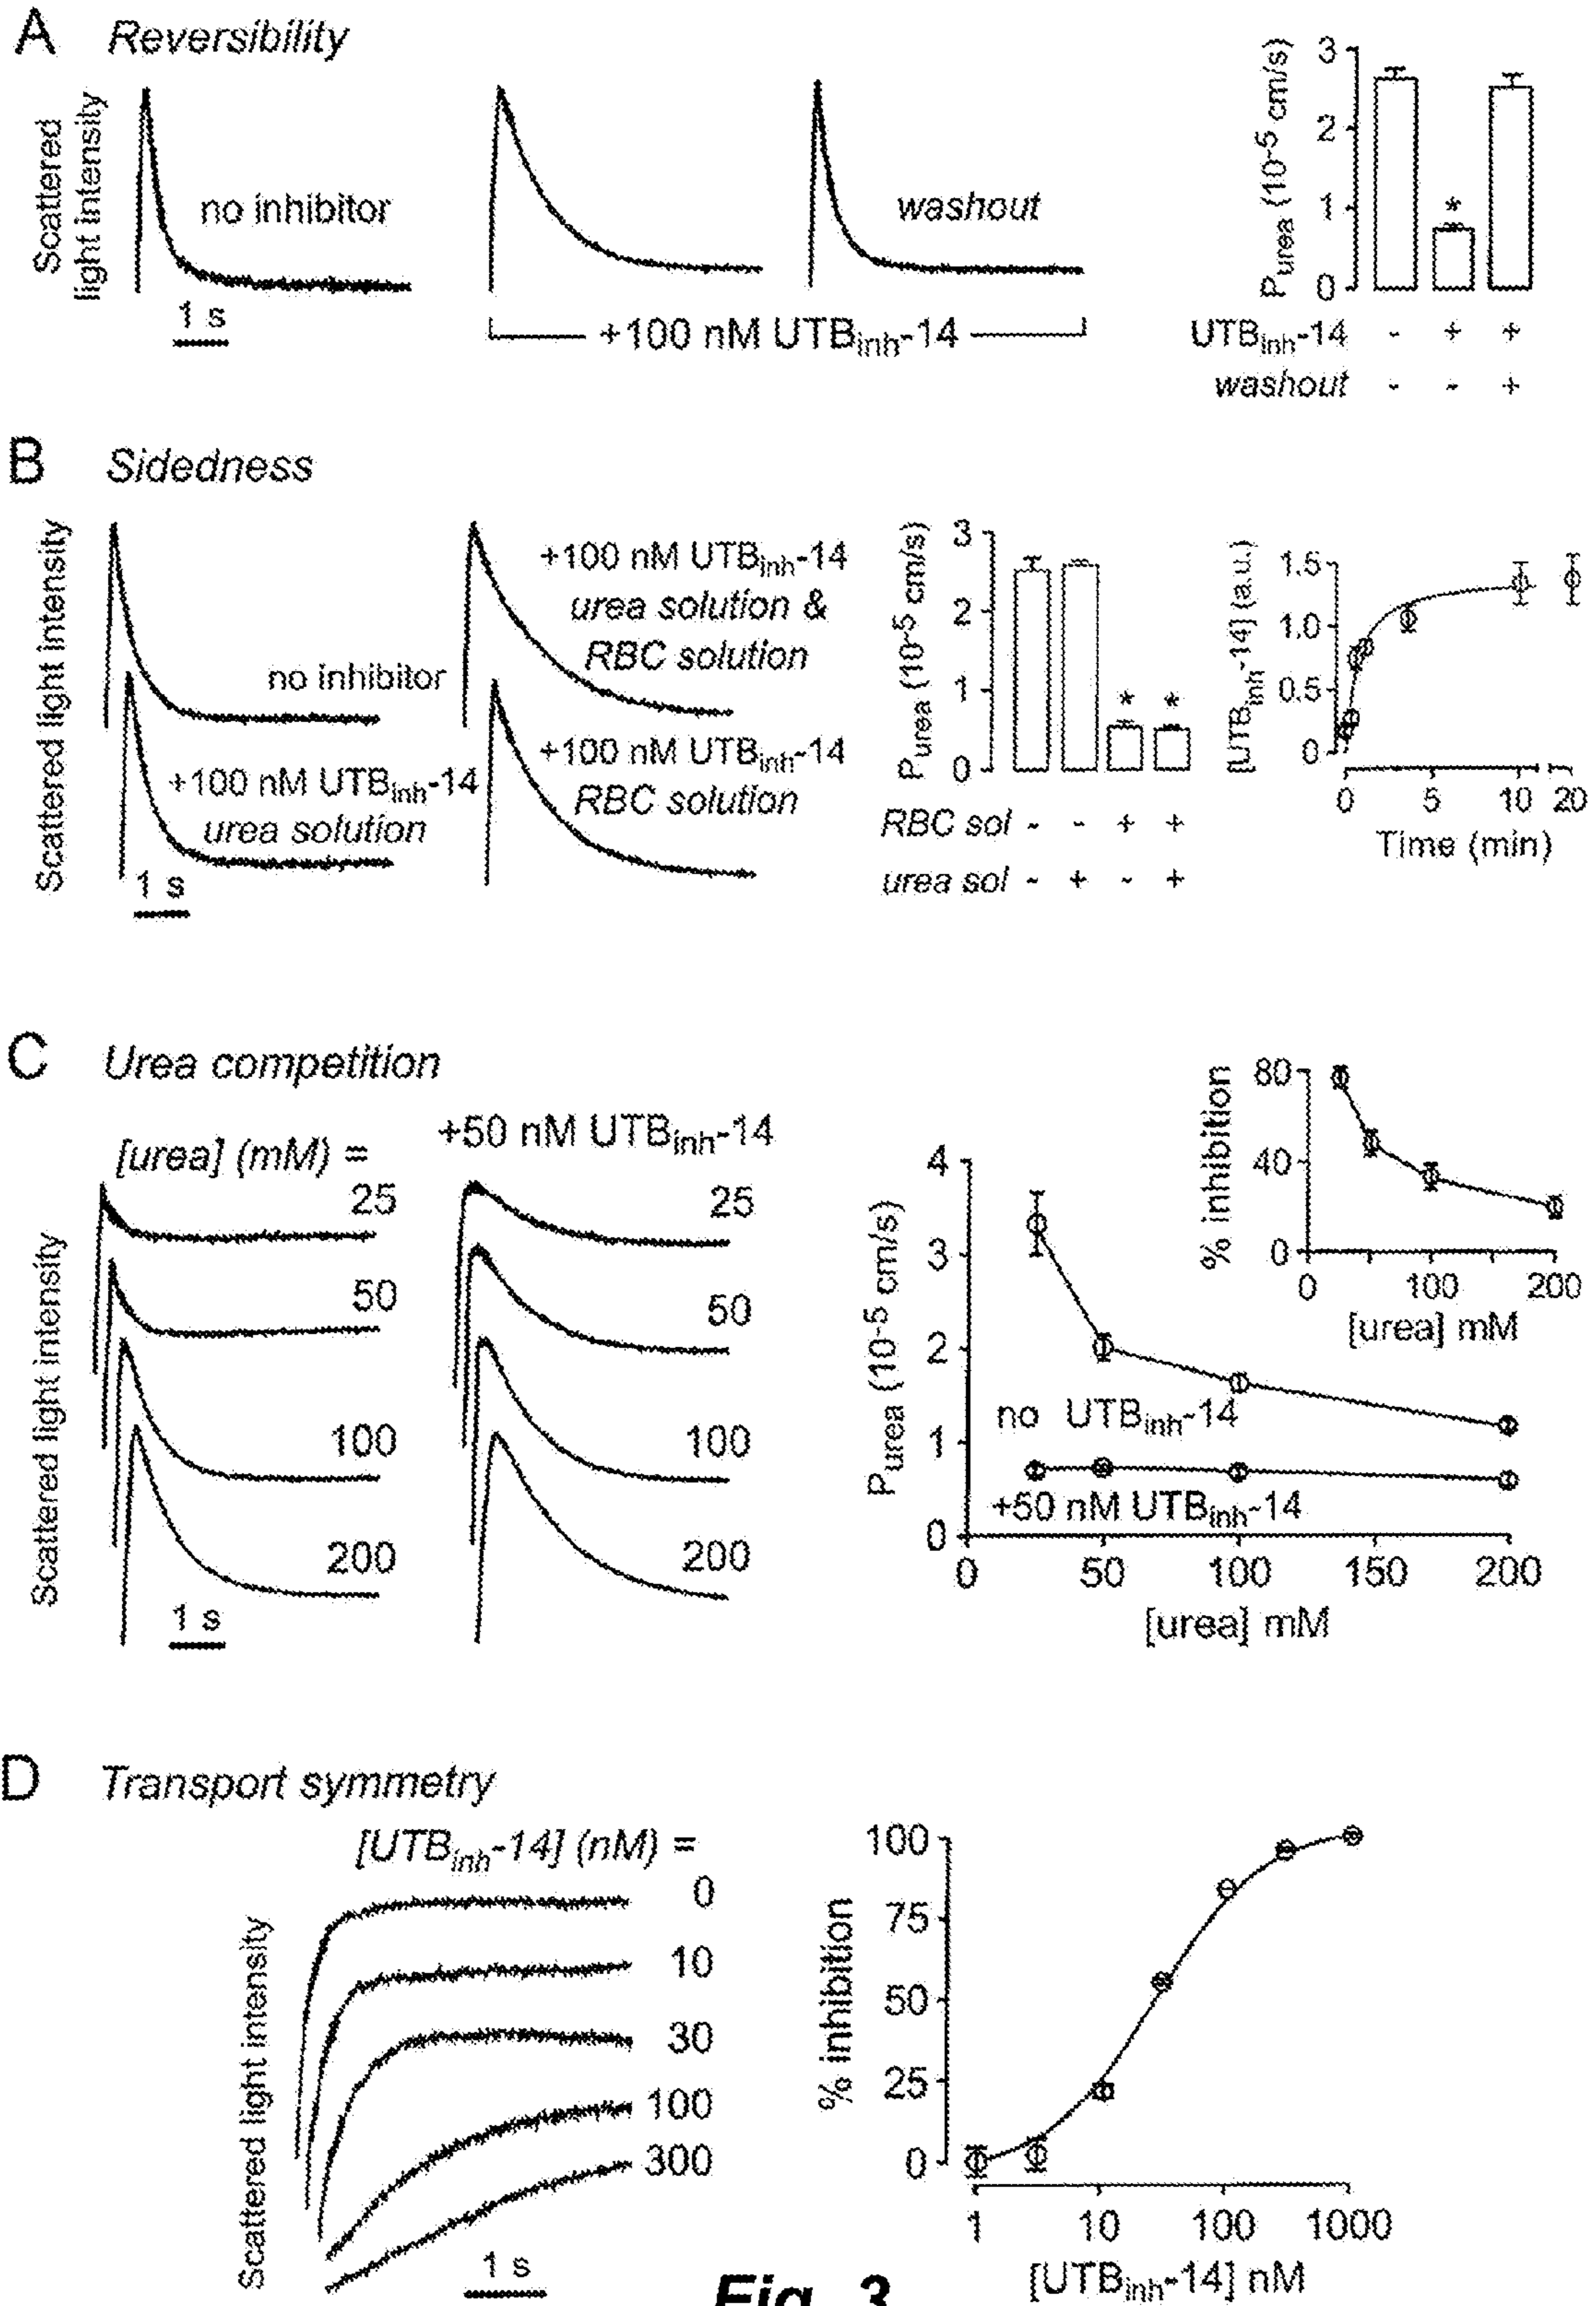 A Reversibility
Scattered
light intensity
no inhibitor
washout
1 s
+100 nM UTBinh-14
Purea (10-5 cm/s)
3
2
1
0
*
UTBinh-14 - + +
washout - - +
B Sidedness
Scattered light intensity
no inhibitor
+100 nM UTBinh-14
urea solution
1 s
+100 nM UTBinh-14
urea solution &
RBC solution
+100 nM UTBinh-14
RBC solution
Purea (10-5 cm/s)
3
2
1
0
* *
RBC sol - - + +
urea sol - + - +
[UTBinh-14] (a.u.)
1.5
1.0
0.5
0
0 5 10 20
Time (min)
C Urea competition
Scattered light intensity
[urea] (mM) =
25
50
100
200
1 s
+50 nM UTBinh-14
25
50
100
200
Purea (10-5 cm/s)
4
3
2
1
0
no UTBinh-14
+50 nM UTBinh-14
0 50 100 150 200
[urea] mM
% inhibition
80
40
0
0 100 200
[urea] mM
D Transport symmetry
Scattered light intensity
[UTBinh-14] (nM) =
0
10
30
100
300
1 s
% inhibition
100
75
50
25
0
1 10 100 1000
[UTBinh-14] nM
Fig. 3